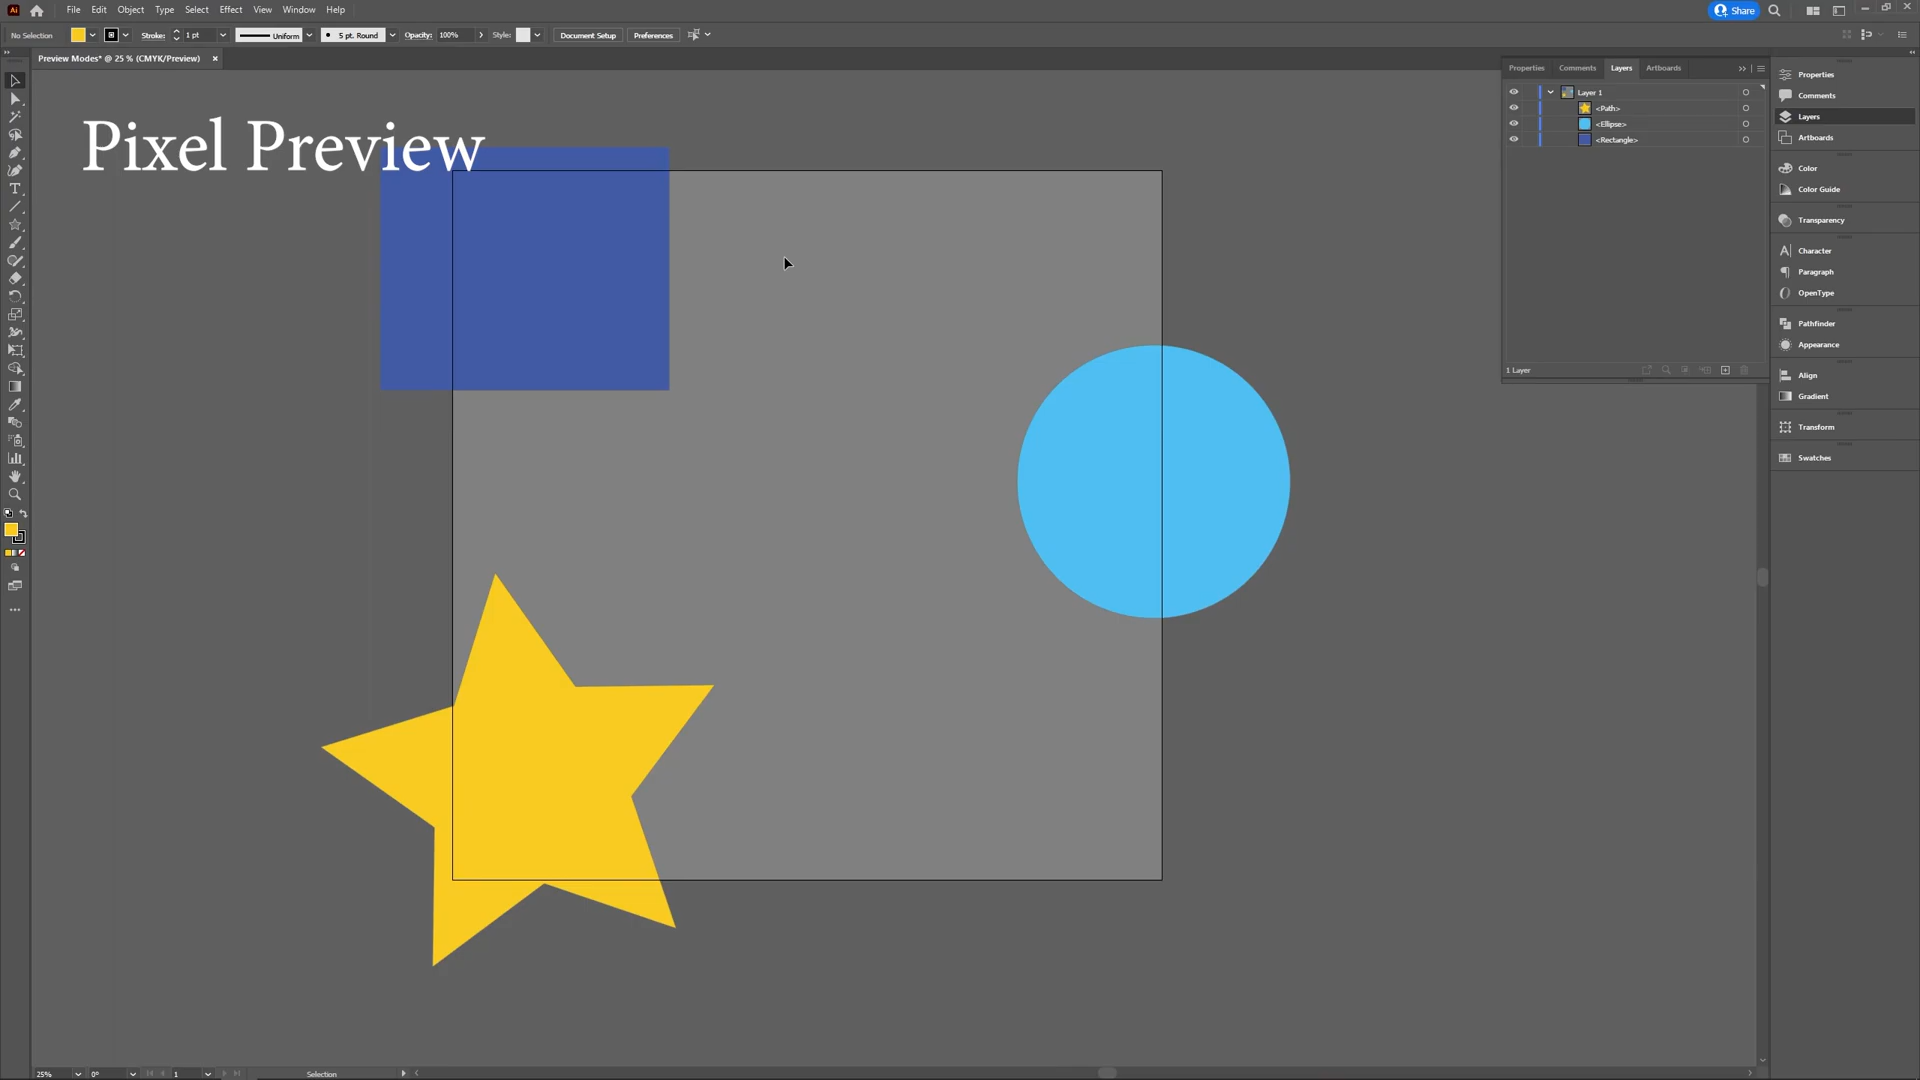 Ai File Edit Object Type Select Effect View Window Help Share
No Selection Stroke: 1 pt Uniform 5 pt. Round Opacity: 100% Style: Document Setup Preferences
Preview Modes* @ 25 % (CMYK/Preview) ×
Pixel Preview
Properties Comments Layers Artboards
Layer 1
<Path>
<Ellipse>
<Rectangle>
1 Layer
Properties
Comments
Layers
Artboards
Color
Color Guide
Transparency
Character
Paragraph
OpenType
Pathfinder
Appearance
Align
Gradient
Transform
Swatches
25% 0° 1 Selection